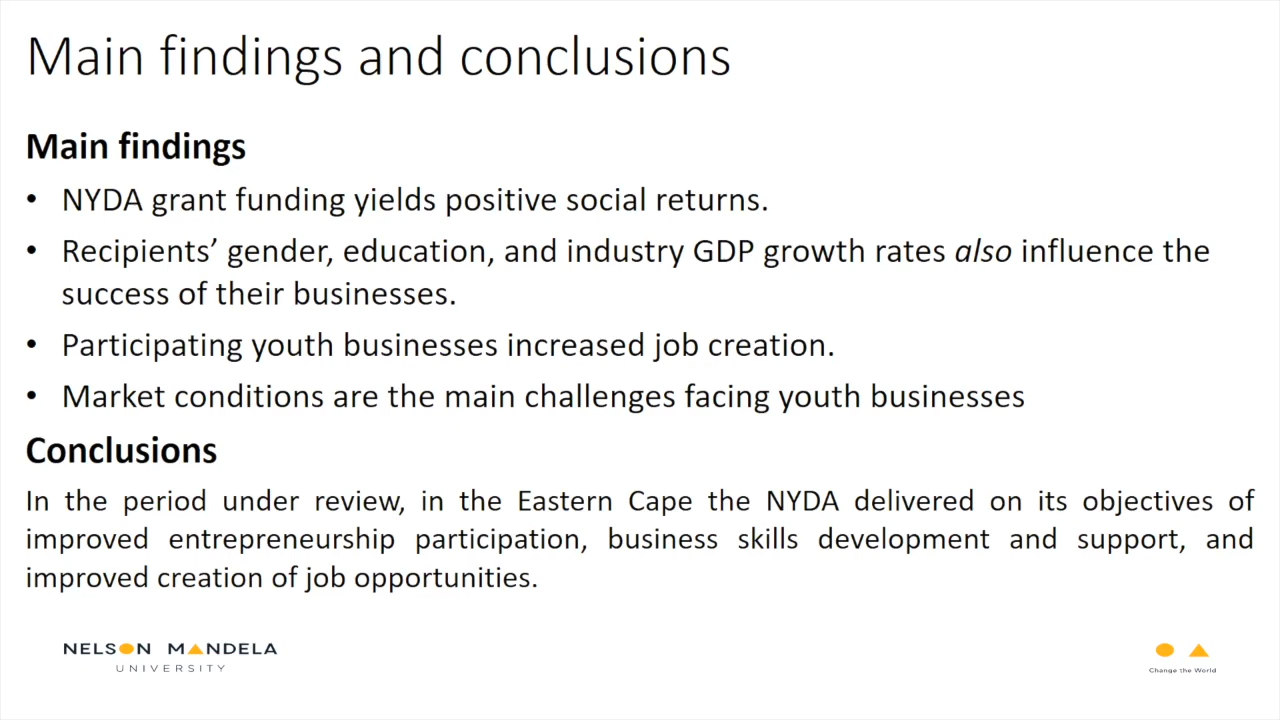 Main findings and conclusions
Main findings
• NYDA grant funding yields positive social returns.
• Recipients’ gender, education, and industry GDP growth rates also influence the
success of their businesses.
• Participating youth businesses increased job creation.
• Market conditions are the main challenges facing youth businesses
Conclusions
In the period under review, in the Eastern Cape the NYDA delivered on its objectives of
improved entrepreneurship participation, business skills development and support, and
improved creation of job opportunities.
NELSON MANDELA
UNIVERSITY
Change the World